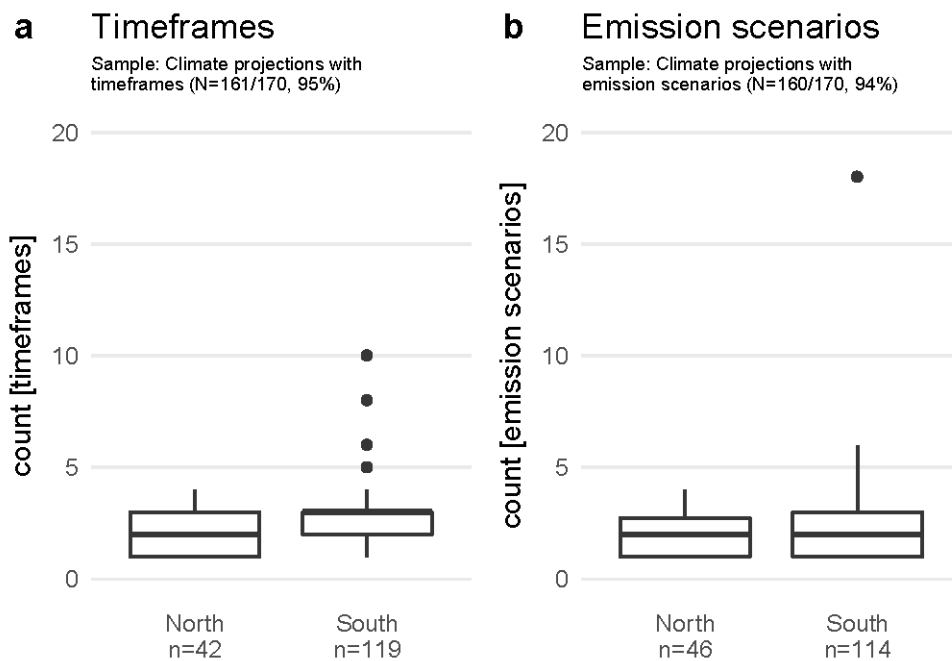 a Timeframes
Sample: Climate projections with
timeframes (N=161/170, 95%)
20
15
10
5
0
count [timeframes]
North
n=42
South
n=119
b Emission scenarios
Sample: Climate projections with
emission scenarios (N=160/170, 94%)
20
15
10
5
0
count [emission scenarios]
North
n=46
South
n=114